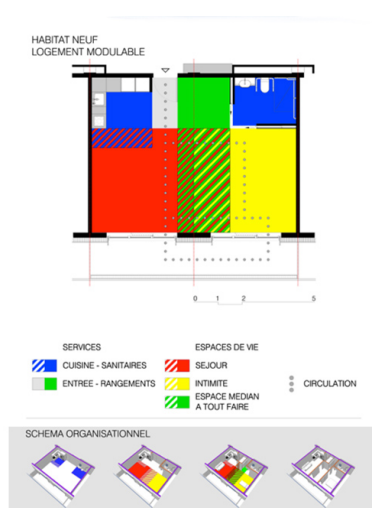 HABITAT NEUF
LOGEMENT MODULABLE
0 1 2 5
SERVICES
CUISINE - SANITAIRES
ENTREE - RANGEMENTS
ESPACES DE VIE
SEJOUR
INTIMITE
ESPACE MEDIAN
A TOUT FAIRE
CIRCULATION
SCHEMA ORGANISATIONNEL